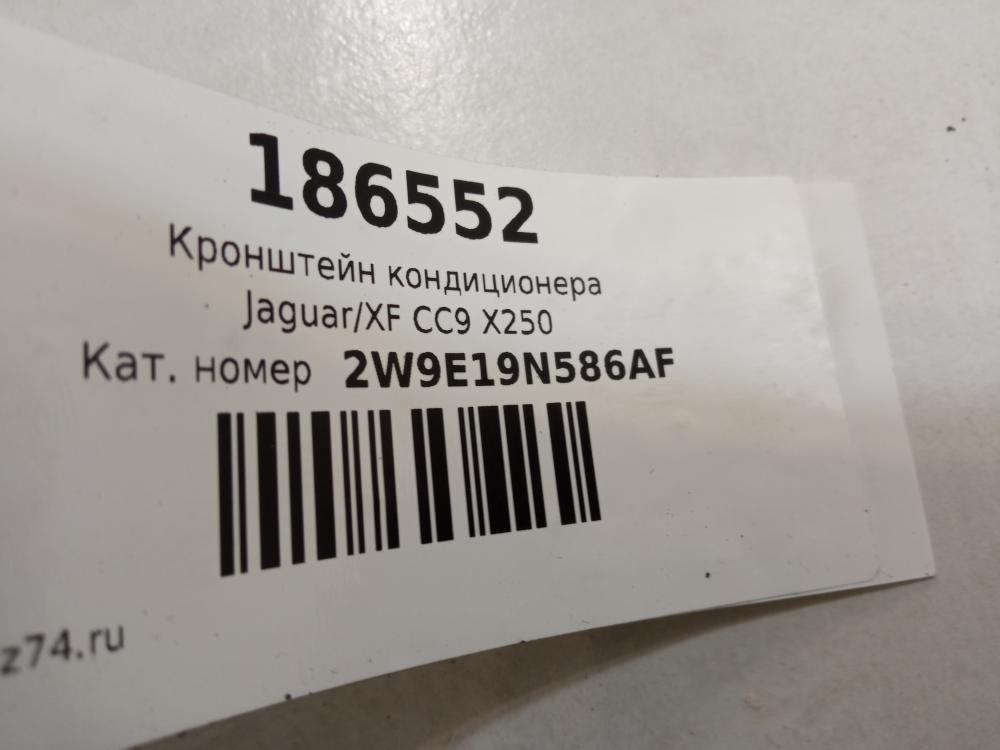 186552
Кронштейн кондиционера
Jaguar/XF CC9 X250
Кат. номер 2W9E19N586AF
z74.ru